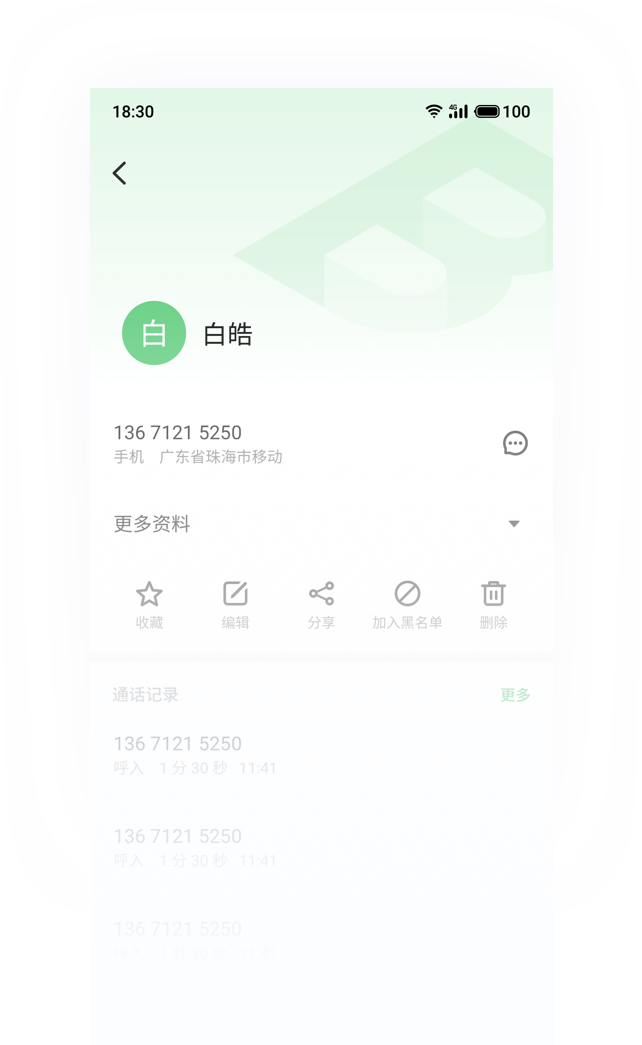 18:30 4G 100
白
白皓
136 7121 5250
手机 广东省珠海市移动
更多资料
收藏 编辑 分享 加入黑名单 删除
通话记录 更多
136 7121 5250
呼入 1 分 30 秒 11:41
136 7121 5250
呼入 1 分 30 秒 11:41
136 7121 5250